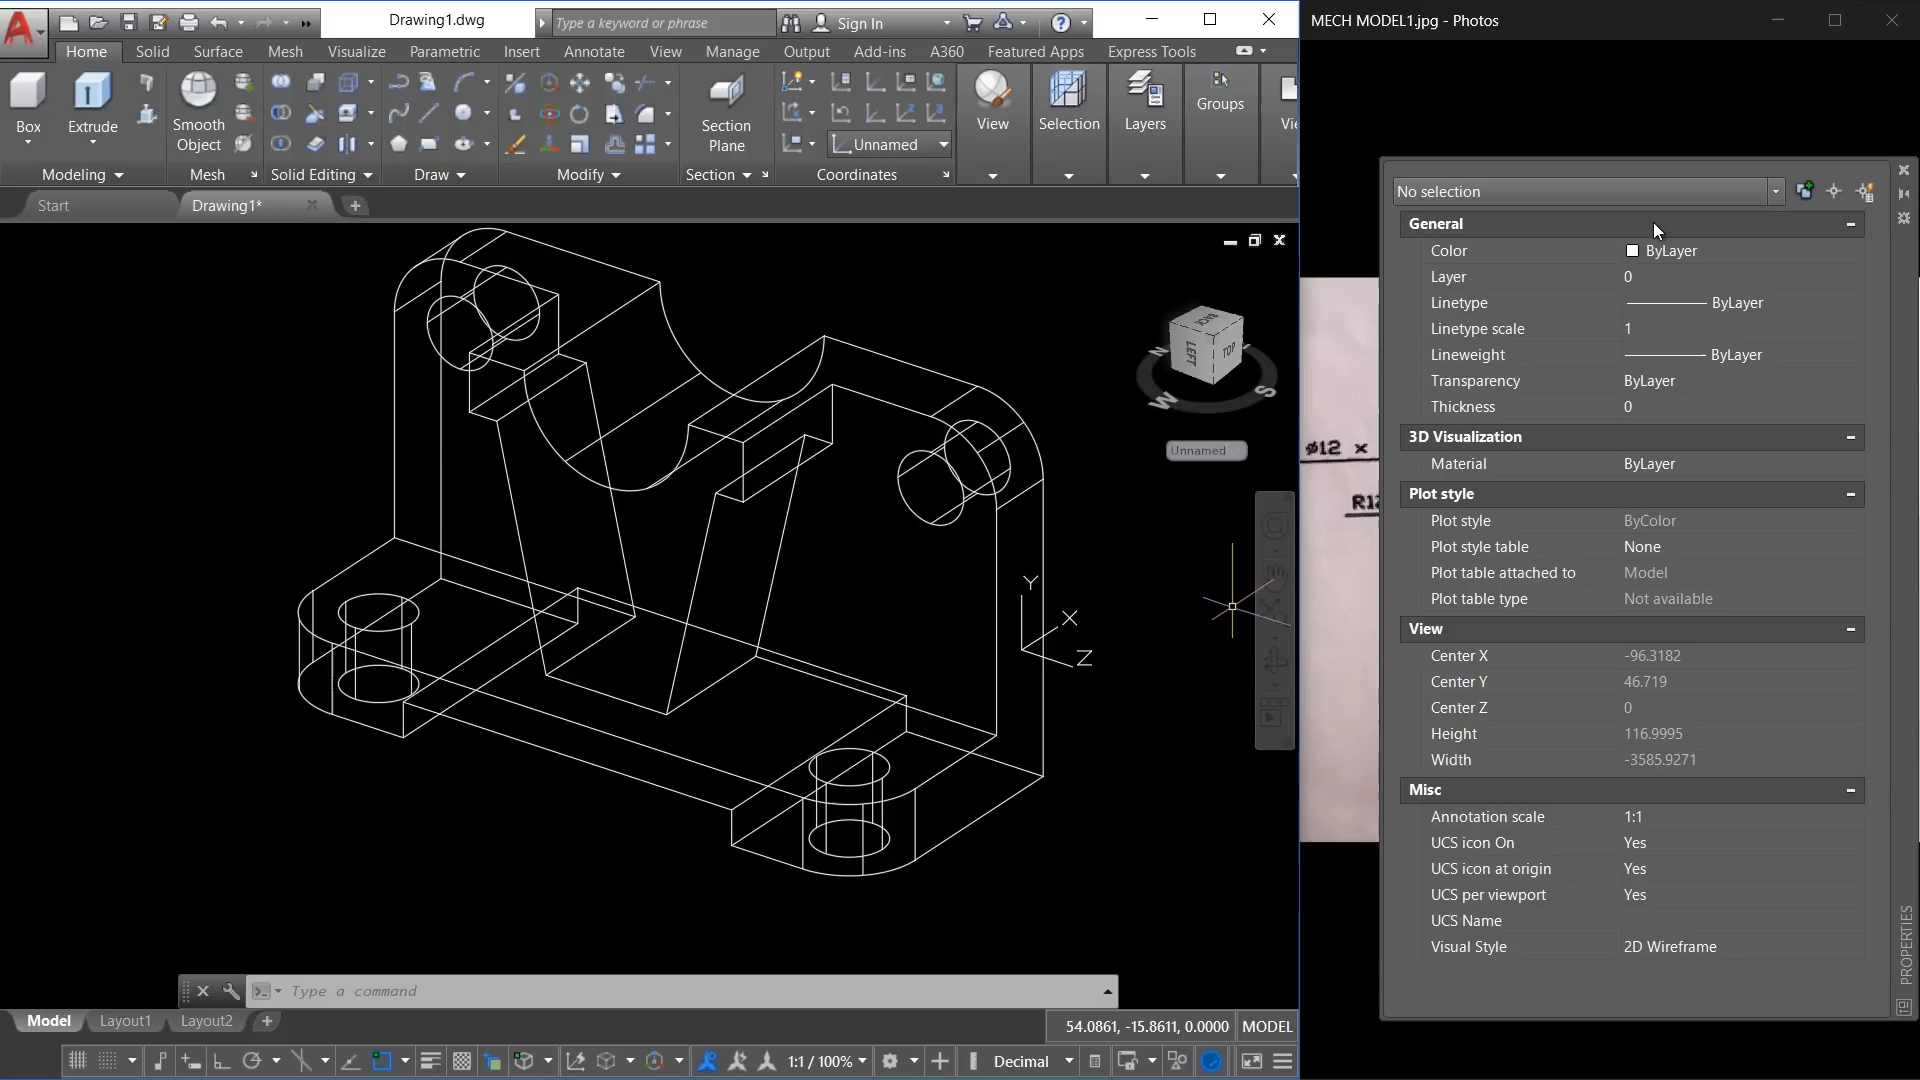 Drawing1.dwg
Type a keyword or phrase
Sign In
MECH MODEL1.jpg - Photos
Home Solid Surface Mesh Visualize Parametric Insert Annotate View Manage Output Add-ins A360 Featured Apps Express Tools
Box
Extrude
Smooth
Object
Section
Plane
Unnamed
View
Selection
Layers
Groups
Modeling
Mesh
Solid Editing
Draw
Modify
Section
Coordinates
Start
Drawing1*
BACK
LEFT
TOP
N
W
S
Unnamed
Y
X
Z
Ø12 x
No selection
General
Color ByLayer
Layer 0
Linetype ByLayer
Linetype scale 1
Lineweight ByLayer
Transparency ByLayer
Thickness 0
3D Visualization
Material ByLayer
Plot style
Plot style ByColor
Plot style table None
Plot table attached to Model
Plot table type Not available
View
Center X -96.3182
Center Y 46.719
Center Z 0
Height 116.9995
Width -3585.9271
Misc
Annotation scale 1:1
UCS icon On Yes
UCS icon at origin Yes
UCS per viewport Yes
UCS Name
Visual Style 2D Wireframe
PROPERTIES
Type a command
Model Layout1 Layout2
54.0861, -15.8611, 0.0000 MODEL
1:1 / 100%
Decimal